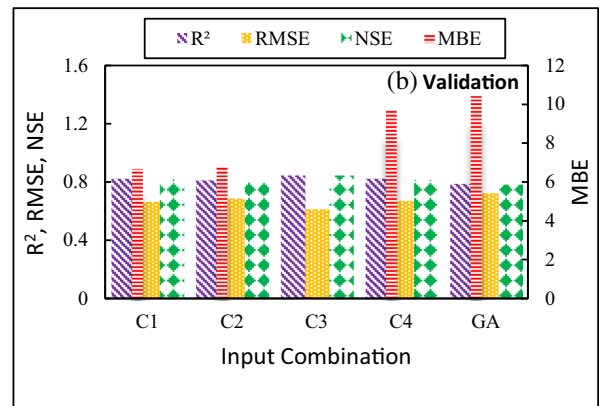 R² RMSE NSE MBE
(b) Validation
1.6
1.2
0.8
0.4
0
R², RMSE, NSE
12
10
8
6
4
2
0
MBE
C1 C2 C3 C4 GA
Input Combination